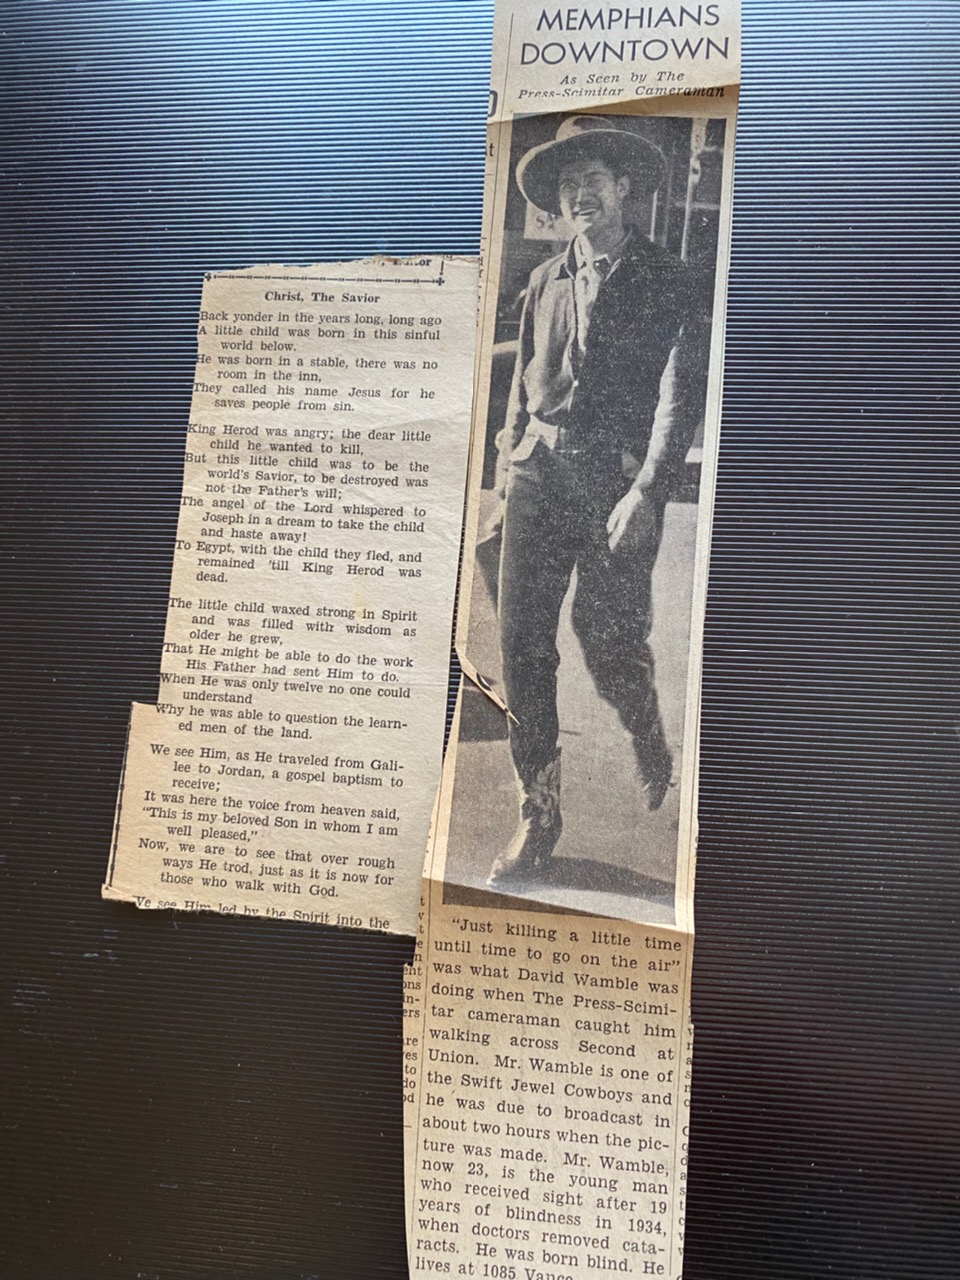 Christ, The Savior
Back yonder in the years long, long ago
A little child was born in this sinful
world below.
He was born in a stable, there was no
room in the inn,
They called his name Jesus for he
saves people from sin.
King Herod was angry; the dear little
child he wanted to kill,
But this little child was to be the
world's Savior, to be destroyed was
not the Father's will;
The angel of the Lord whispered to
Joseph in a dream to take the child
and haste away!
To Egypt, with the child they fled, and
remained 'till King Herod was
dead.
The little child waxed strong in Spirit
and was filled with wisdom as
older he grew,
That He might be able to do the work
His Father had sent Him to do.
When He was only twelve no one could
understand
Why he was able to question the learn-
ed men of the land.
We see Him, as He traveled from Gali-
lee to Jordan, a gospel baptism to
receive;
It was here the voice from heaven said,
"This is my beloved Son in whom I am
well pleased,"
Now, we are to see that over rough
ways He trod, just as it is now for
those who walk with God.
We see Him led by the Spirit into the
MEMPHIANS
DOWNTOWN
As Seen by The
Press-Scimitar Cameraman
"Just killing a little time
until time to go on the air"
was what David Wamble was
doing when The Press-Scimi-
tar cameraman caught him
walking across Second at
Union. Mr. Wamble is one of
the Swift Jewel Cowboys and
he was due to broadcast in
about two hours when the pic-
ture was made. Mr. Wamble,
now 23, is the young man
who received sight after 19
years of blindness in 1934,
when doctors removed cata-
racts. He was born blind. He
lives at 1085 Vance